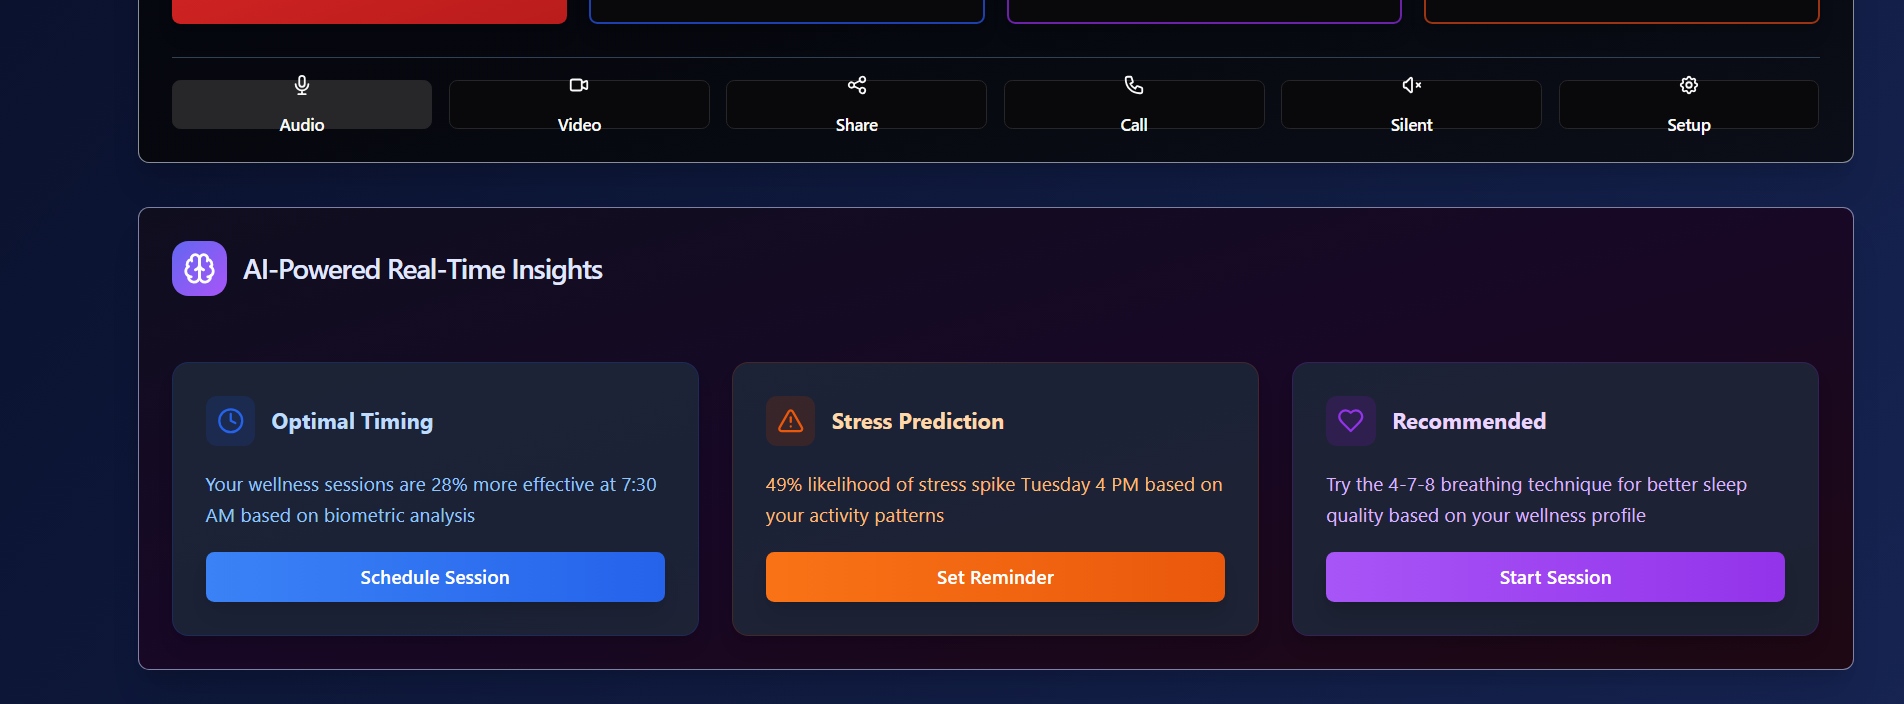 Audio
Video
Share
Call
Silent
Setup
AI-Powered Real-Time Insights
Optimal Timing
Your wellness sessions are 28% more effective at 7:30
AM based on biometric analysis
Schedule Session
Stress Prediction
49% likelihood of stress spike Tuesday 4 PM based on
your activity patterns
Set Reminder
Recommended
Try the 4-7-8 breathing technique for better sleep
quality based on your wellness profile
Start Session